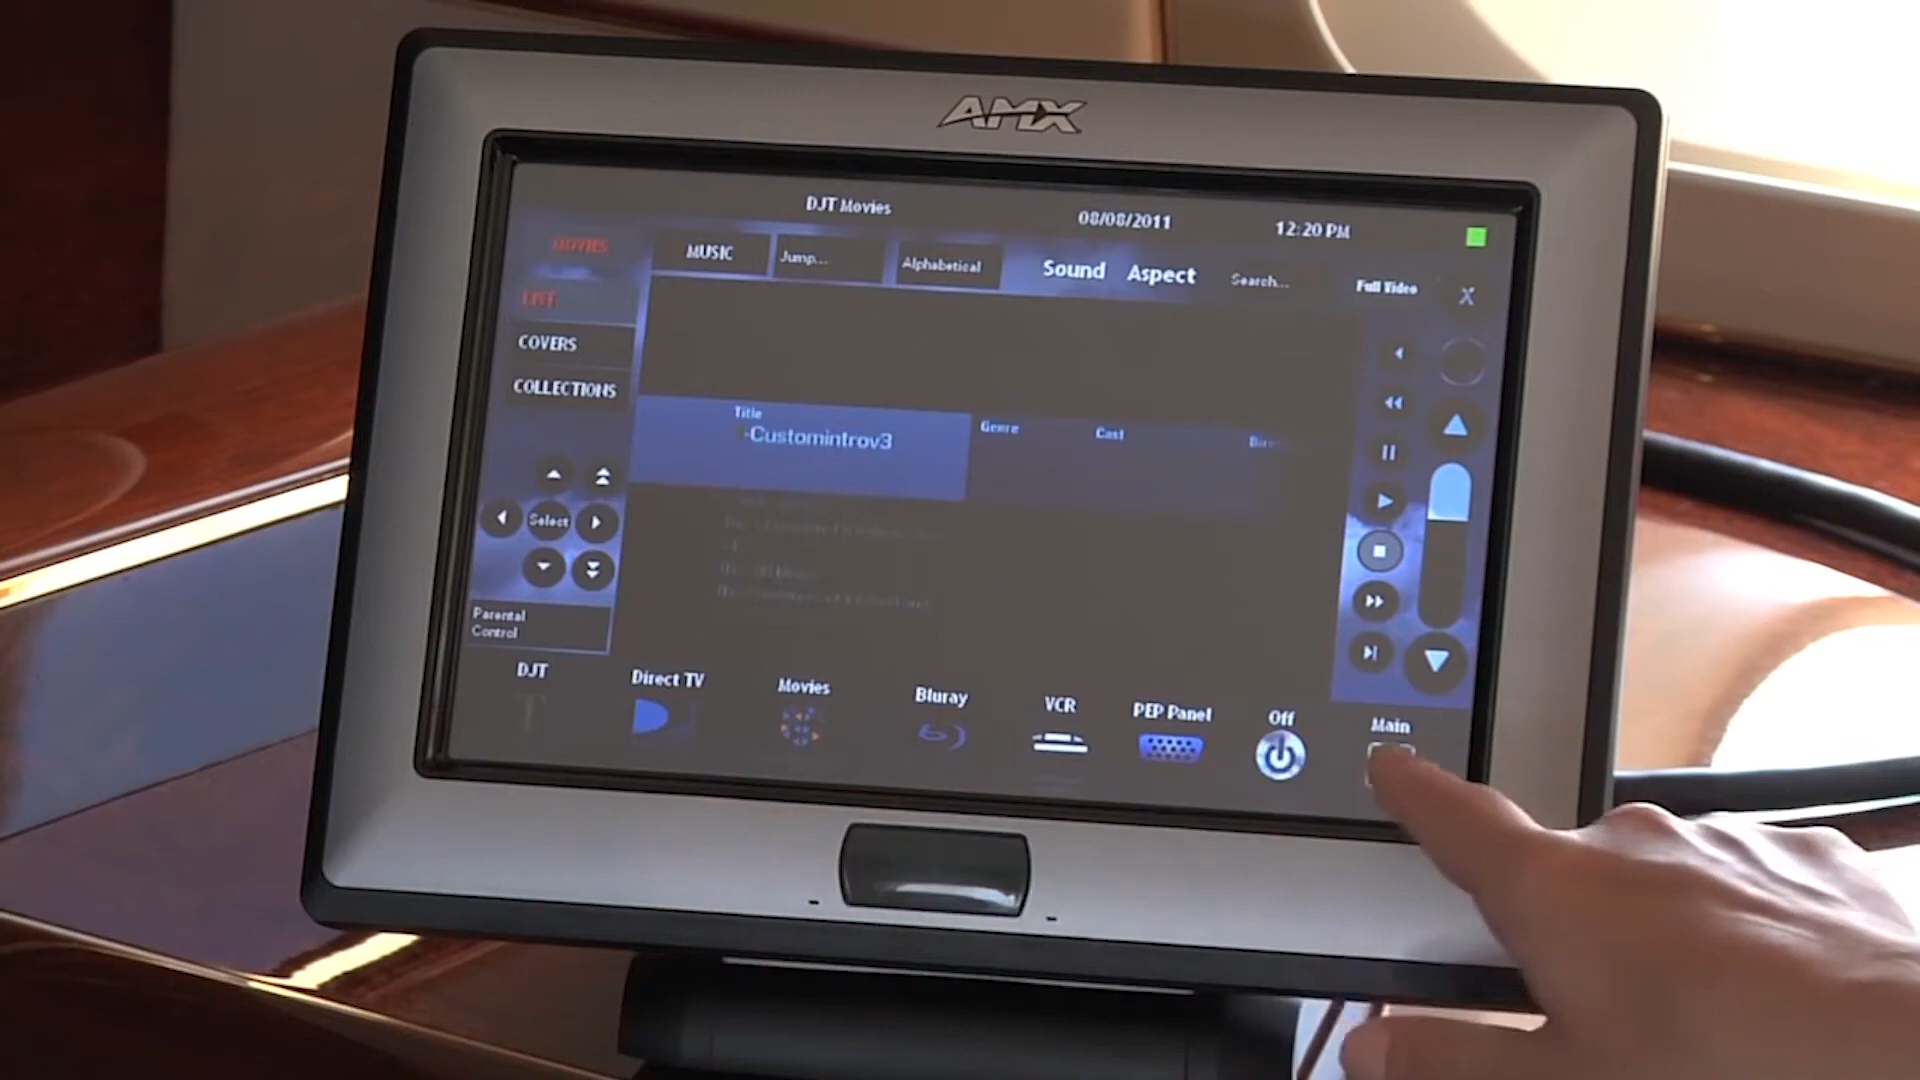 AMX
DJT Movies
08/08/2011
12:20 PM
MOVIES
MUSIC
Jump...
Alphabetical
Sound
Aspect
Search...
Full Video
X
LIST
COVERS
COLLECTIONS
Title
-Customintrov3
Genre
Cast
Select
Parental
Control
DJT
Direct TV
Movies
Bluray
VCR
PEP Panel
Off
Main